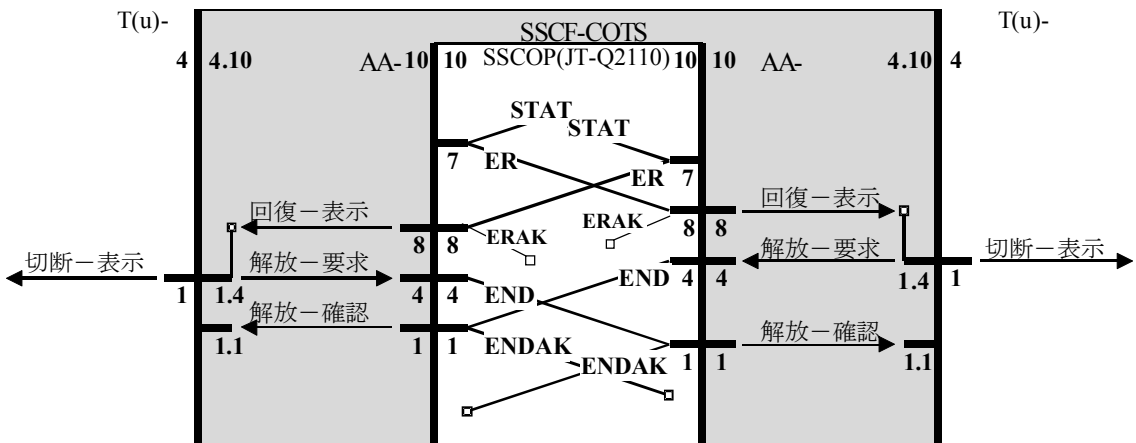 T(u)- T(u)-
SSCF-COTS
4 4.10 AA- 10 10 SSCOP(JT-Q2110) 10 10 AA- 4.10 4
STAT
STAT
7 ER ER 7
回復－表示 回復－表示
8 8 ERAK ERAK 8 8
切断－表示 解放－要求 解放－要求 切断－表示
1 1.4 4 4 END END 4 4 1.4 1
解放－確認 解放－確認
1.1 1 1 ENDAK ENDAK 1 1 1.1